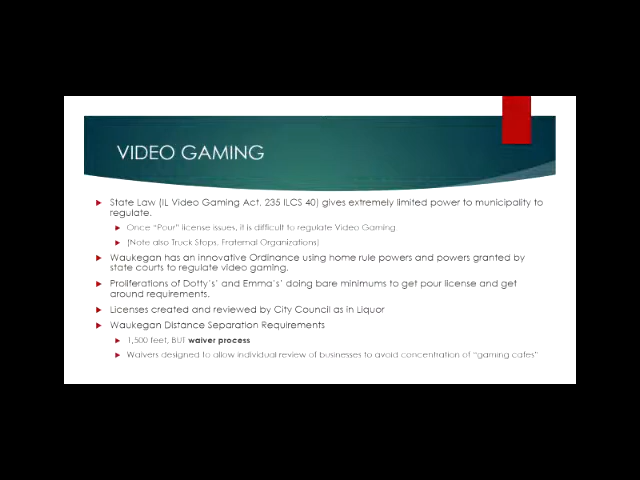 VIDEO GAMING
State Law (IL Video Gaming Act, 235 ILCS 40) gives extremely limited power to municipality to
regulate.
Once "Pour" license issues, it is difficult to regulate Video Gaming
(Note also Truck Stops, Fraternal Organizations)
Waukegan has an innovative Ordinance using home rule powers and powers granted by
state courts to regulate video gaming.
Proliferations of Dotty's' and Emma's' doing bare minimums to get pour license and get
around requirements.
Licenses created and reviewed by City Council as in Liquor
Waukegan Distance Separation Requirements
1,500 feet, BUT waiver process
Waivers designed to allow individual review of businesses to avoid concentration of "gaming cafes"